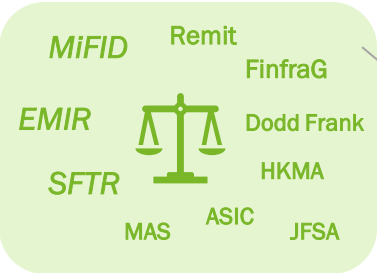 Remit
MiFID
FinfraG
EMIR
Dodd Frank
HKMA
SFTR
ASIC
MAS
JFSA